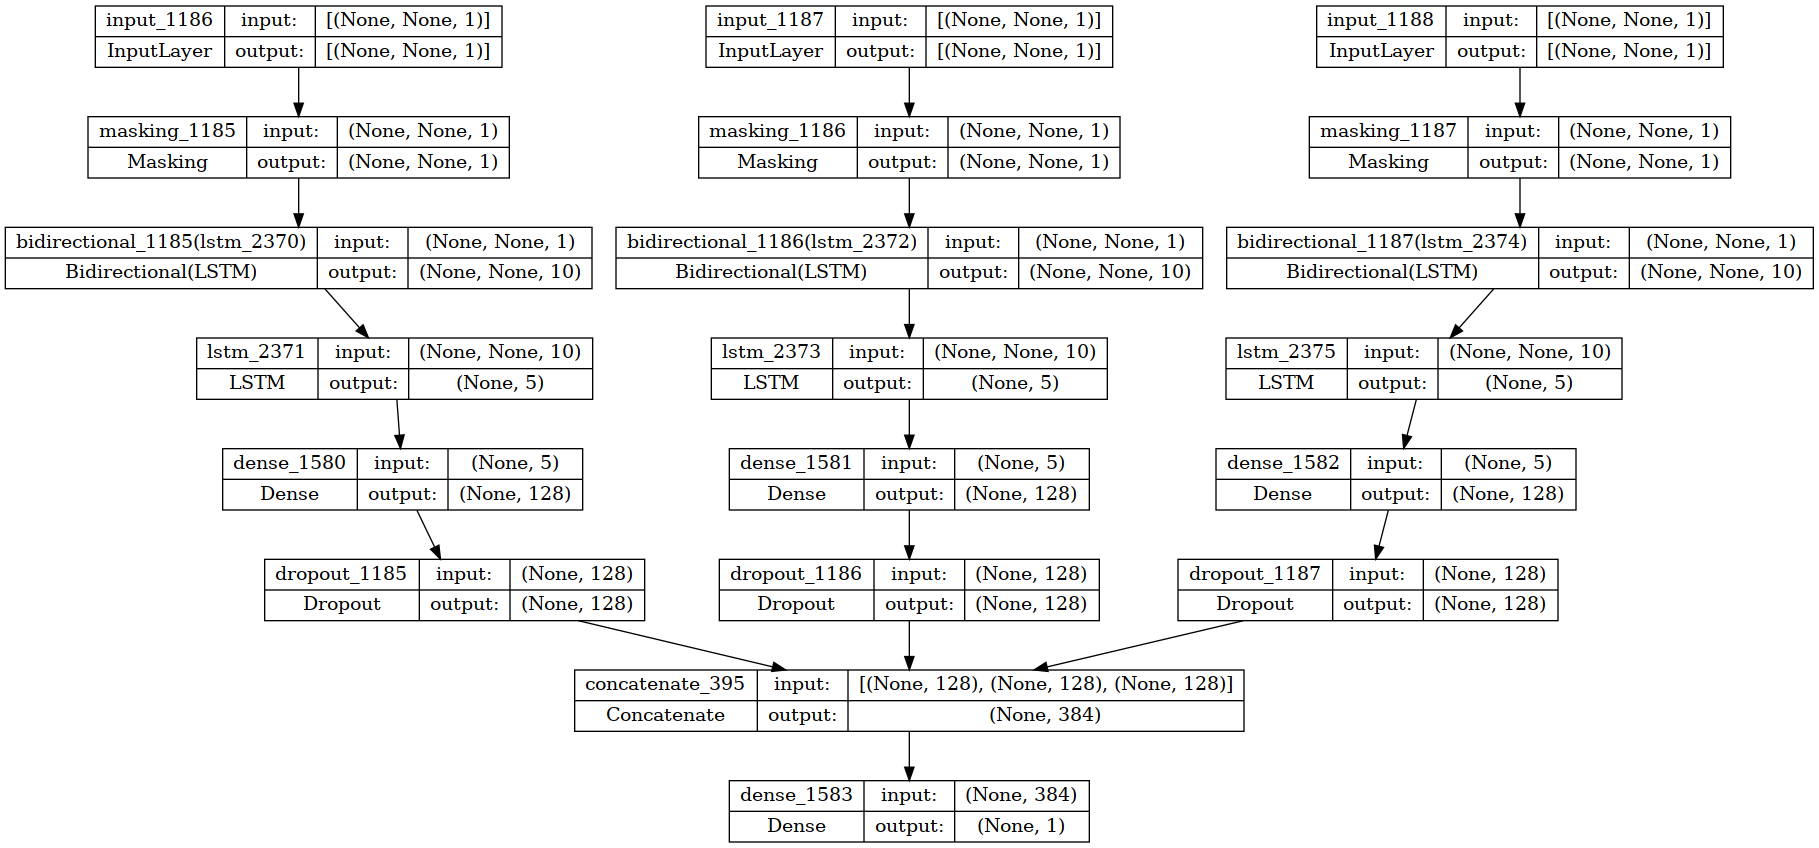 input_1186 input: [(None, None, 1)]
InputLayer output: [(None, None, 1)]
input_1187 input: [(None, None, 1)]
InputLayer output: [(None, None, 1)]
input_1188 input: [(None, None, 1)]
InputLayer output: [(None, None, 1)]
masking_1185 input: (None, None, 1)
Masking output: (None, None, 1)
masking_1186 input: (None, None, 1)
Masking output: (None, None, 1)
masking_1187 input: (None, None, 1)
Masking output: (None, None, 1)
bidirectional_1185(lstm_2370) input: (None, None, 1)
Bidirectional(LSTM) output: (None, None, 10)
bidirectional_1186(lstm_2372) input: (None, None, 1)
Bidirectional(LSTM) output: (None, None, 10)
bidirectional_1187(lstm_2374) input: (None, None, 1)
Bidirectional(LSTM) output: (None, None, 10)
lstm_2371 input: (None, None, 10)
LSTM output: (None, 5)
lstm_2373 input: (None, None, 10)
LSTM output: (None, 5)
lstm_2375 input: (None, None, 10)
LSTM output: (None, 5)
dense_1580 input: (None, 5)
Dense output: (None, 128)
dense_1581 input: (None, 5)
Dense output: (None, 128)
dense_1582 input: (None, 5)
Dense output: (None, 128)
dropout_1185 input: (None, 128)
Dropout output: (None, 128)
dropout_1186 input: (None, 128)
Dropout output: (None, 128)
dropout_1187 input: (None, 128)
Dropout output: (None, 128)
concatenate_395 input: [(None, 128), (None, 128), (None, 128)]
Concatenate output: (None, 384)
dense_1583 input: (None, 384)
Dense output: (None, 1)